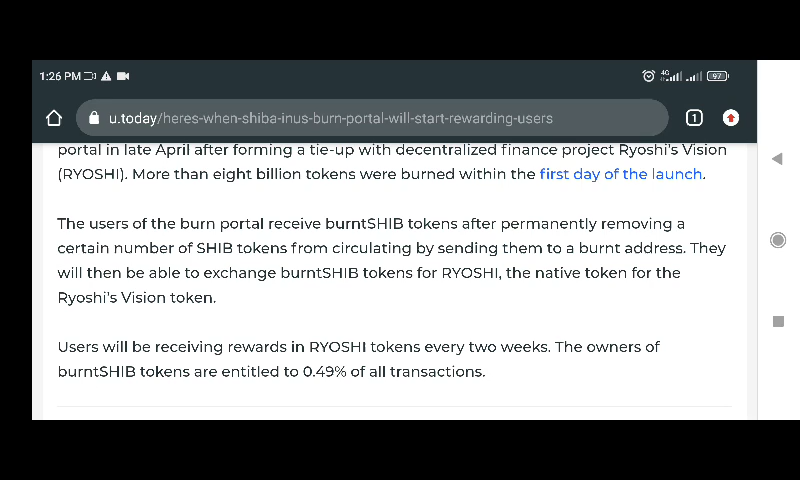 1:26 PM
4G
97
u.today/heres-when-shiba-inus-burn-portal-will-start-rewarding-users
1
portal in late April after forming a tie-up with decentralized finance project Ryoshi's Vision
(RYOSHI). More than eight billion tokens were burned within the first day of the launch.
The users of the burn portal receive burntSHIB tokens after permanently removing a
certain number of SHIB tokens from circulating by sending them to a burnt address. They
will then be able to exchange burntSHIB tokens for RYOSHI, the native token for the
Ryoshi's Vision token.
Users will be receiving rewards in RYOSHI tokens every two weeks. The owners of
burntSHIB tokens are entitled to 0.49% of all transactions.